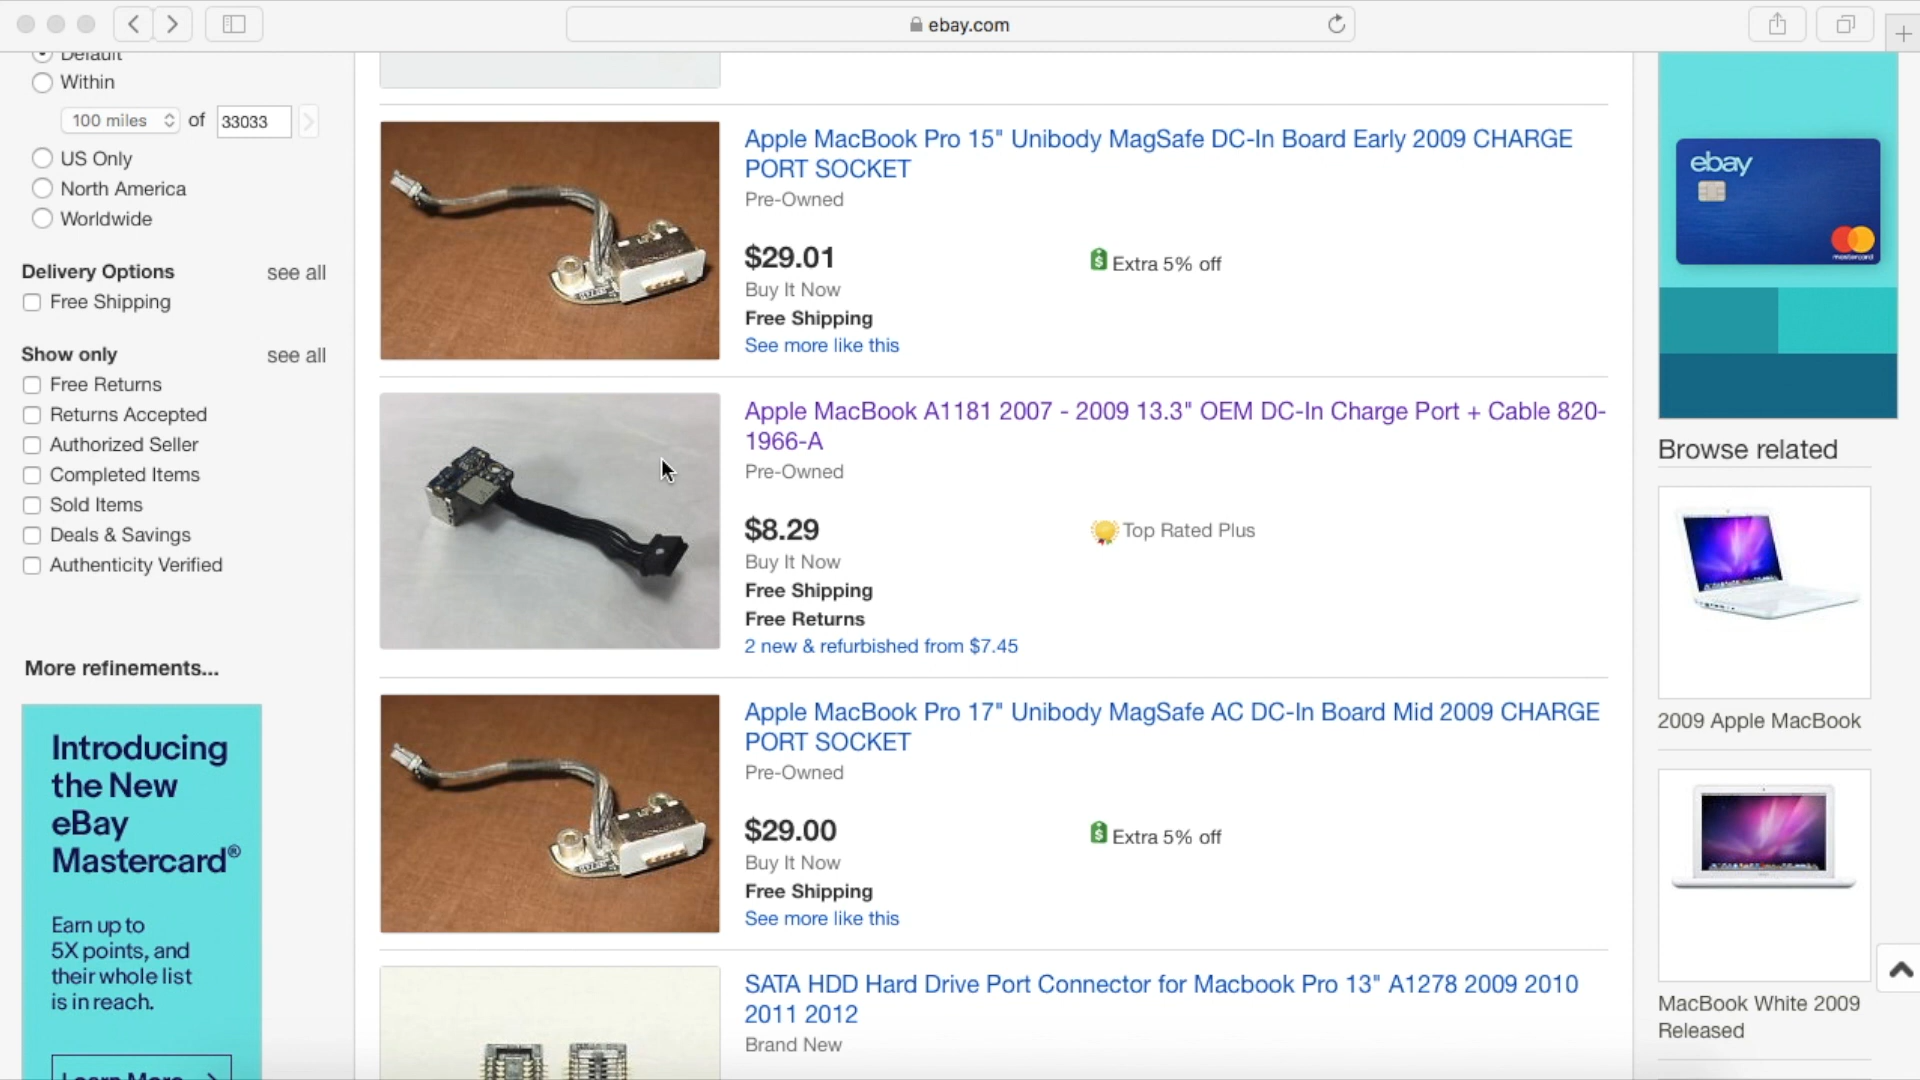 ebay.com
Default
Within
100 miles of 33033
US Only
North America
Worldwide
Delivery Options see all
Free Shipping
Show only see all
Free Returns
Returns Accepted
Authorized Seller
Completed Items
Sold Items
Deals & Savings
Authenticity Verified
More refinements...
Introducing
the New
eBay
Mastercard®
Earn up to
5X points, and
their whole list
is in reach.
Learn More
Apple MacBook Pro 15" Unibody MagSafe DC-In Board Early 2009 CHARGE
PORT SOCKET
Pre-Owned
$29.01
Extra 5% off
Buy It Now
Free Shipping
See more like this
Apple MacBook A1181 2007 - 2009 13.3" OEM DC-In Charge Port + Cable 820-
1966-A
Pre-Owned
$8.29
Top Rated Plus
Buy It Now
Free Shipping
Free Returns
2 new & refurbished from $7.45
Apple MacBook Pro 17" Unibody MagSafe AC DC-In Board Mid 2009 CHARGE
PORT SOCKET
Pre-Owned
$29.00
Extra 5% off
Buy It Now
Free Shipping
See more like this
SATA HDD Hard Drive Port Connector for Macbook Pro 13" A1278 2009 2010
2011 2012
Brand New
ebay
mastercard
Browse related
2009 Apple MacBook
MacBook White 2009
Released